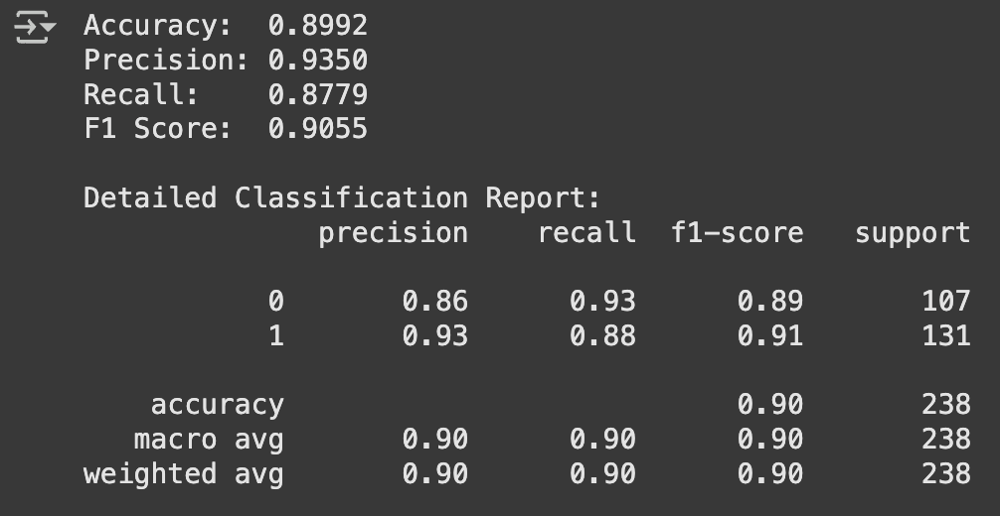 Accuracy:  0.8992
Precision: 0.9350
Recall:    0.8779
F1 Score:  0.9055

Detailed Classification Report:
              precision    recall  f1-score   support

           0       0.86      0.93      0.89       107
           1       0.93      0.88      0.91       131

    accuracy                           0.90       238
   macro avg       0.90      0.90      0.90       238
weighted avg       0.90      0.90      0.90       238